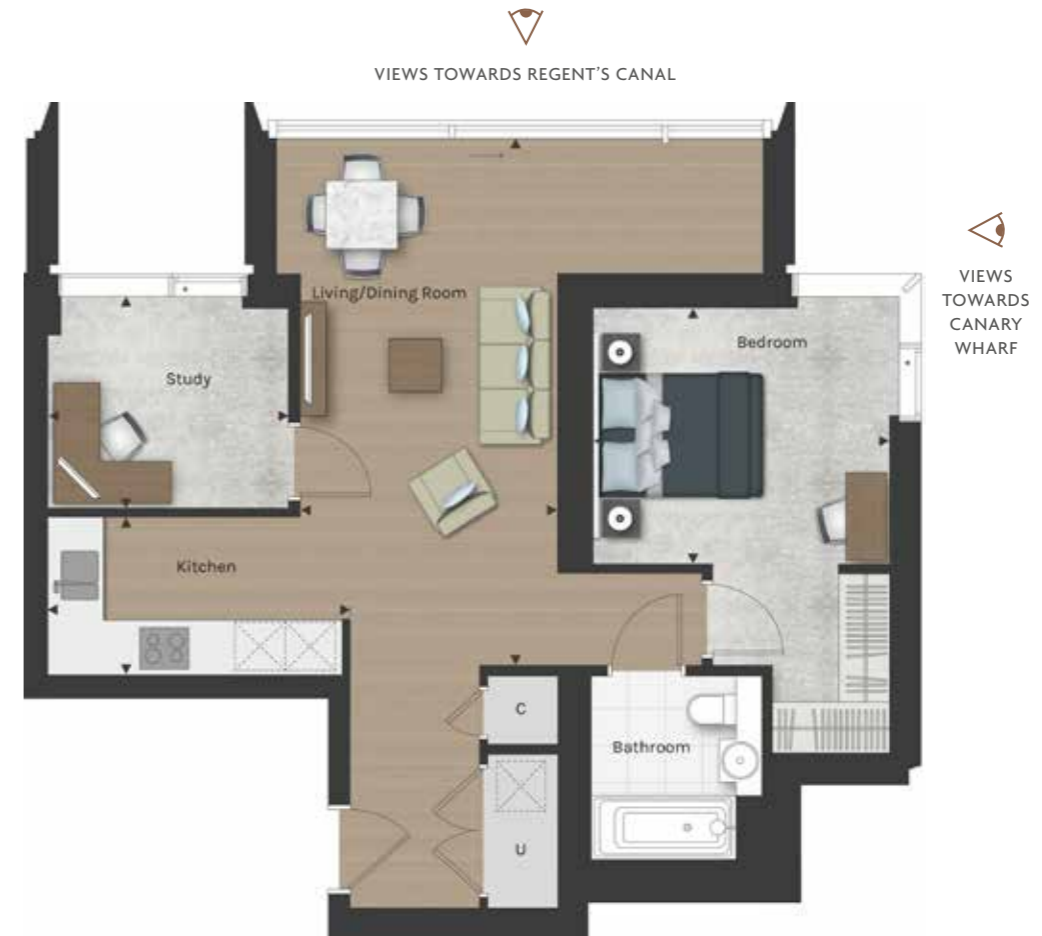 VIEWS TOWARDS REGENT'S CANAL
Living/Dining Room
VIEWS
TOWARDS
CANARY
WHARF
Bedroom
Study
Kitchen
C
Bathroom
U